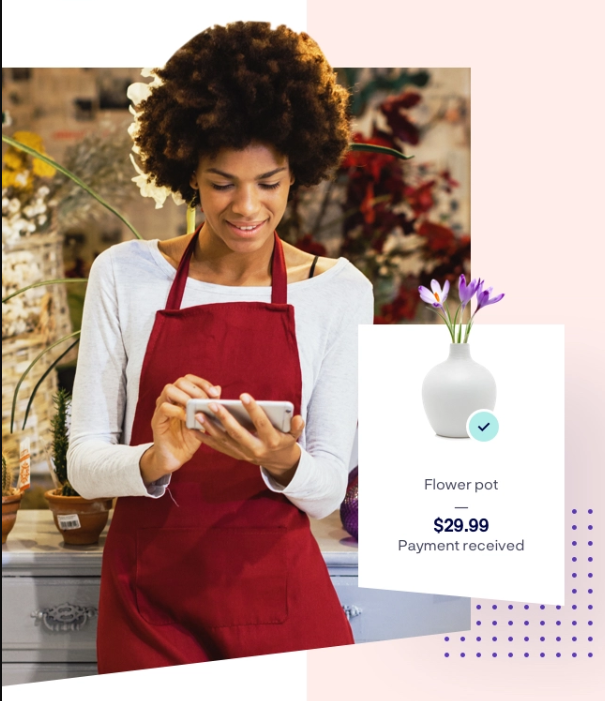 Flower pot
—
$29.99
Payment received